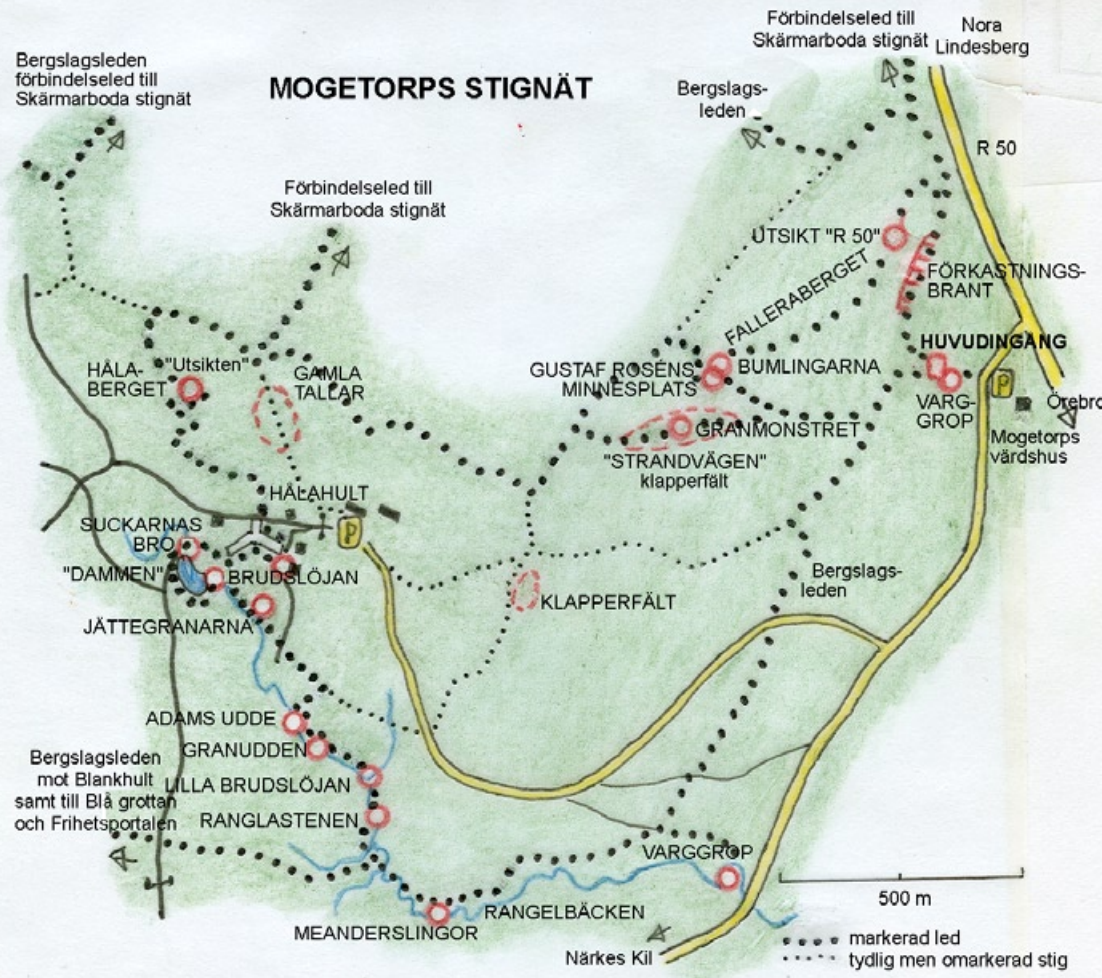 Förbindelseled till
Skärmarboda stignät
Nora
Lindesberg
Bergslagsleden
förbindelseled till
Skärmarboda stignät
MOGETORPS STIGNÄT
Bergslags-
leden
R 50
Förbindelseled till
Skärmarboda stignät
UTSIKT "R 50"
FALLERABERGET
FÖRKASTNINGS-
BRANT
HUVUDINGÅNG
HÅLA-
BERGET
"Utsikten"
GAMLA
TALLAR
GUSTAF ROSÉNS
MINNESPLATS
BUMLINGARNA
VARG-
GROP
P
Örebro
Mogetorps
värdshus
GRANMONSTRET
"STRANDVÄGEN"
klapperfält
HÅLAHULT
P
SUCKARNAS
BRO
"DAMMEN"
BRUDSLÖJAN
JÄTTEGRANARNA
KLAPPERFÄLT
Bergslags-
leden
ADAMS UDDE
GRANUDDEN
LILLA BRUDSLÖJAN
RANGLASTENEN
Bergslagsleden
mot Blankhult
samt till Blå grottan
och Frihetsportalen
VARGGROP
RANGELBÄCKEN
MEANDERSLINGOR
Närkes Kil
500 m
markerad led
tydlig men omarkerad stig